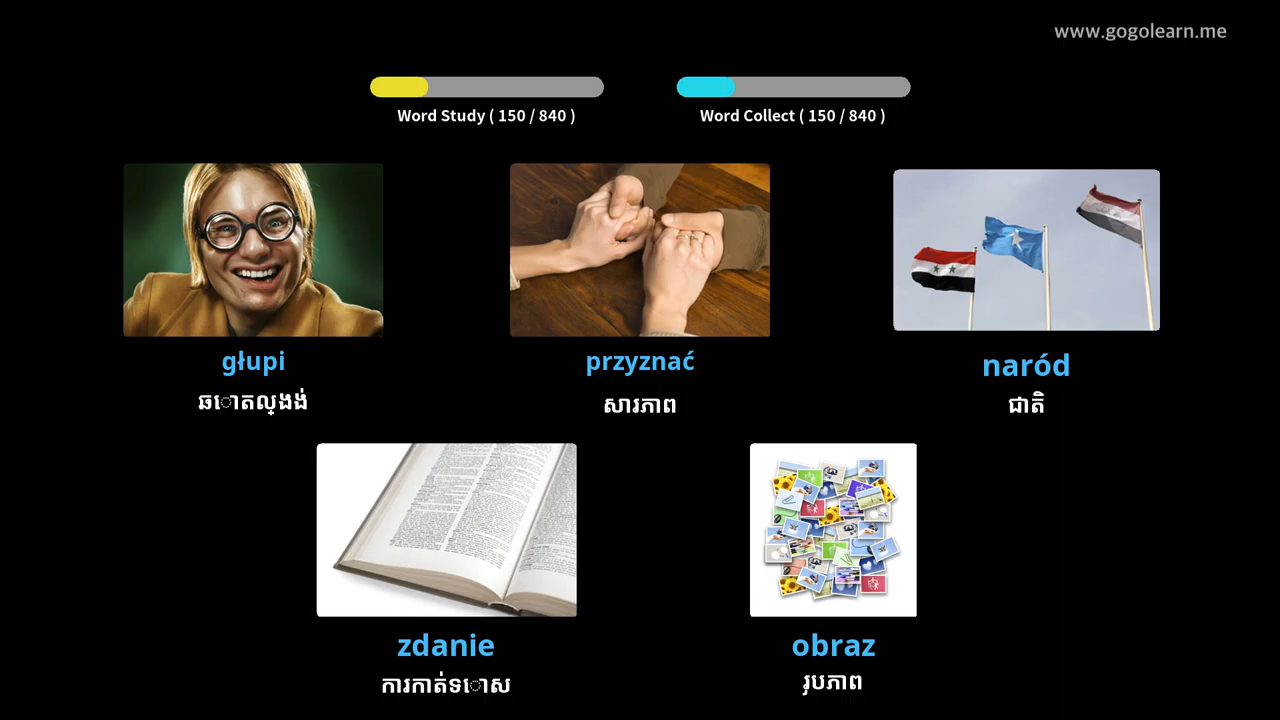 www.gogolearn.me
Word Study ( 150 / 840 )
Word Collect ( 150 / 840 )
głupi
przyznać
naród
ឆោតល្ងង់
សារភាព
ជាតិ
zdanie
obraz
ការកាត់ទោស
រូបភាព